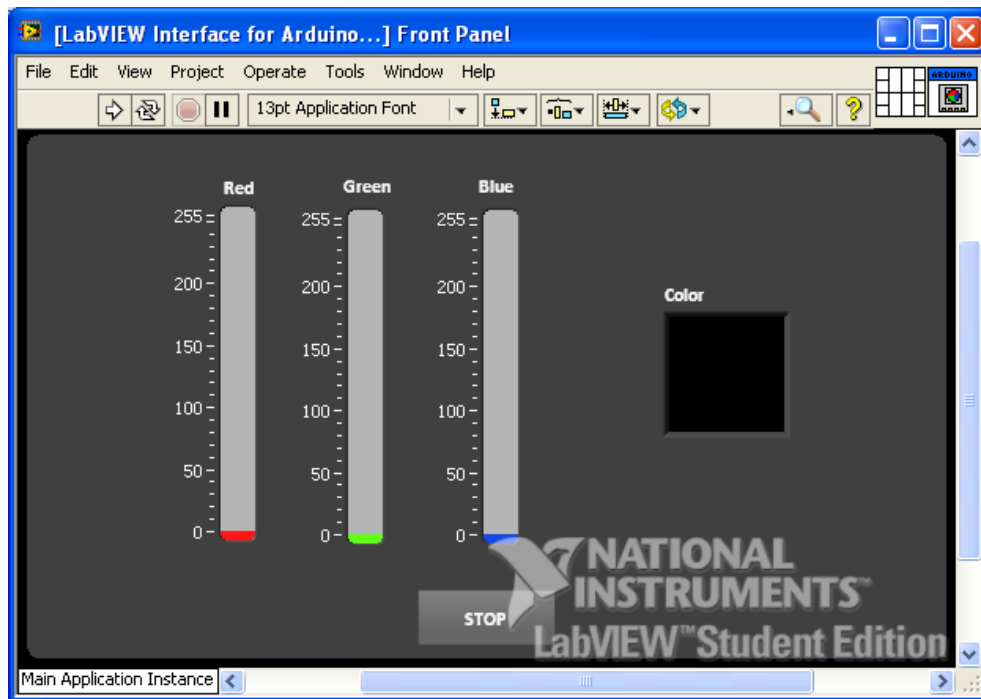 [LabVIEW Interface for Arduino...] Front Panel
File Edit View Project Operate Tools Window Help
13pt Application Font
ARDUINO
Red Green Blue
255 255 255
200 200 200
Color
150 150 150
100 100 100
50 50 50
0 0 0
NATIONAL
INSTRUMENTS™
STOP
LabVIEW™ Student Edition
Main Application Instance